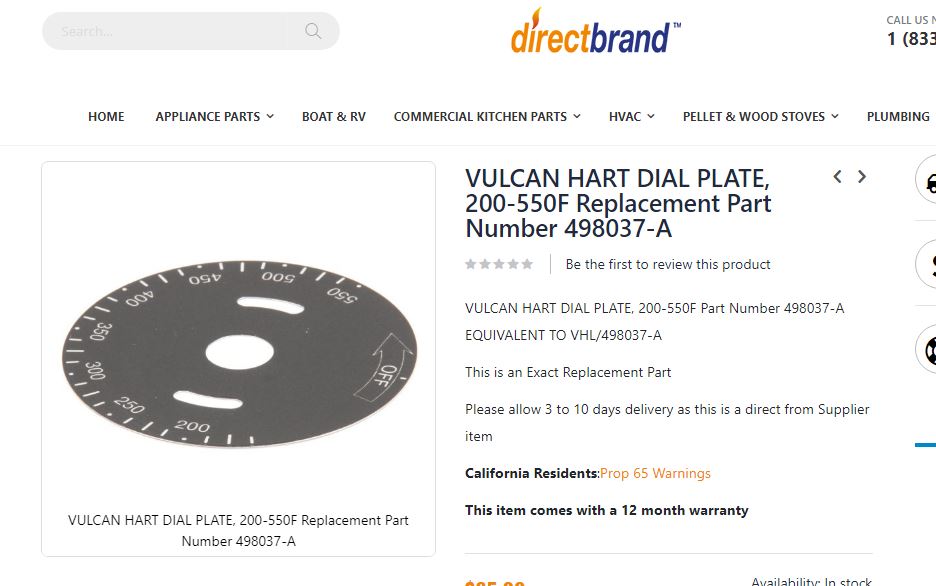 Search...
directbrand™
CALL US
1 (833
HOME
APPLIANCE PARTS
BOAT & RV
COMMERCIAL KITCHEN PARTS
HVAC
PELLET & WOOD STOVES
PLUMBING
200
250
300
350
400
450
500
550
OFF
VULCAN HART DIAL PLATE, 200-550F Replacement Part
Number 498037-A
VULCAN HART DIAL PLATE,
200-550F Replacement Part
Number 498037-A
Be the first to review this product
VULCAN HART DIAL PLATE, 200-550F Part Number 498037-A
EQUIVALENT TO VHL/498037-A
This is an Exact Replacement Part
Please allow 3 to 10 days delivery as this is a direct from Supplier
item
California Residents:Prop 65 Warnings
This item comes with a 12 month warranty
Availability: In stock